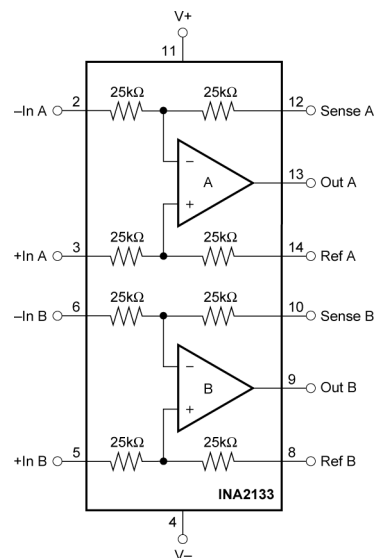 V+
11
25kΩ 25kΩ
–In A 2 12 Sense A
–
A 13 Out A
+
25kΩ 25kΩ
+In A 3 14 Ref A
25kΩ 25kΩ
–In B 6 10 Sense B
–
B 9 Out B
+
25kΩ 25kΩ
+In B 5 8 Ref B
INA2133
4
V–